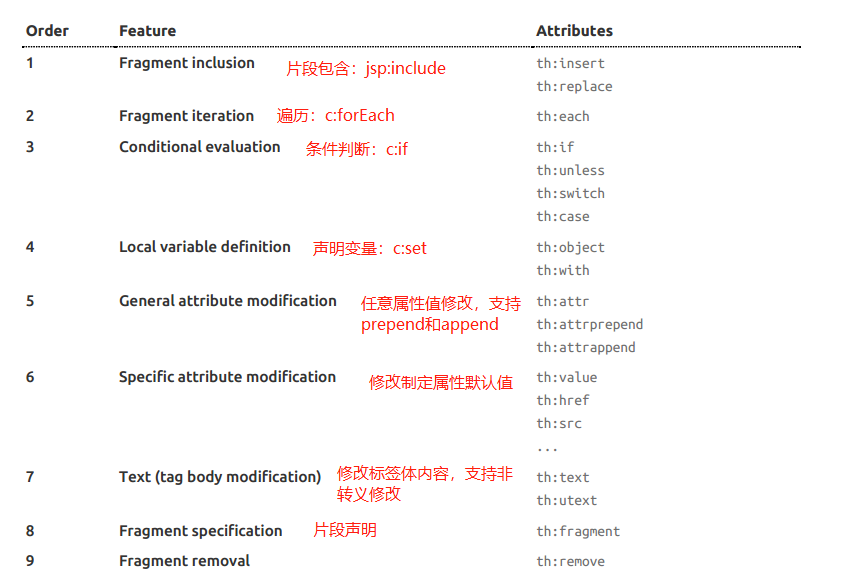 Order Feature Attributes
1 Fragment inclusion 片段包含：jsp:include th:insert
th:replace
2 Fragment iteration 遍历：c:forEach th:each
3 Conditional evaluation 条件判断：c:if th:if
th:unless
th:switch
th:case
4 Local variable definition 声明变量：c:set th:object
th:with
5 General attribute modification 任意属性值修改，支持 th:attr
prepend和append th:attrprepend
th:attrappend
6 Specific attribute modification 修改制定属性默认值 th:value
th:href
th:src
...
7 Text (tag body modification) 修改标签体内容，支持非 th:text
转义修改 th:utext
8 Fragment specification 片段声明 th:fragment
9 Fragment removal th:remove